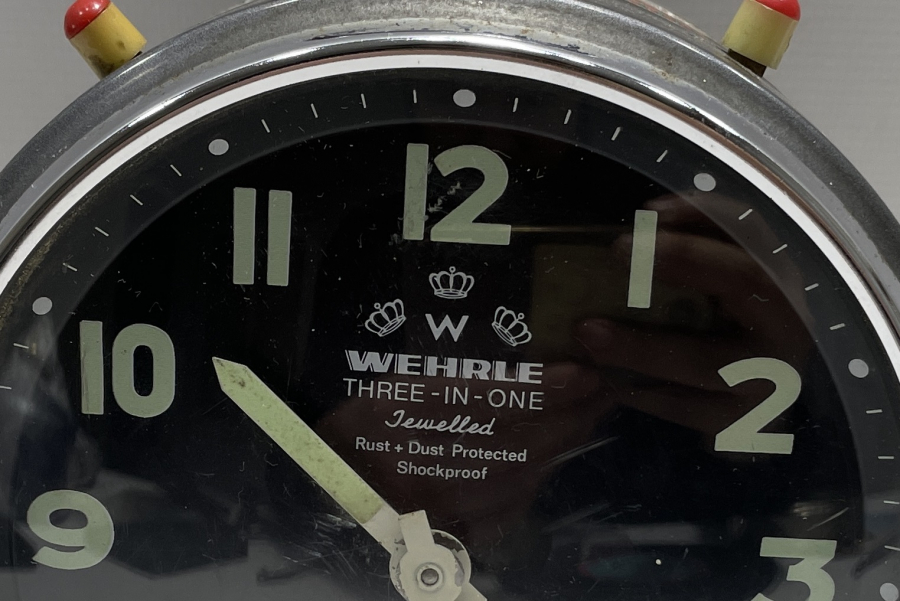 12
11
1
10
2
9
3
W
WEHRLE
THREE-IN-ONE
Jewelled
Rust + Dust Protected
Shockproof